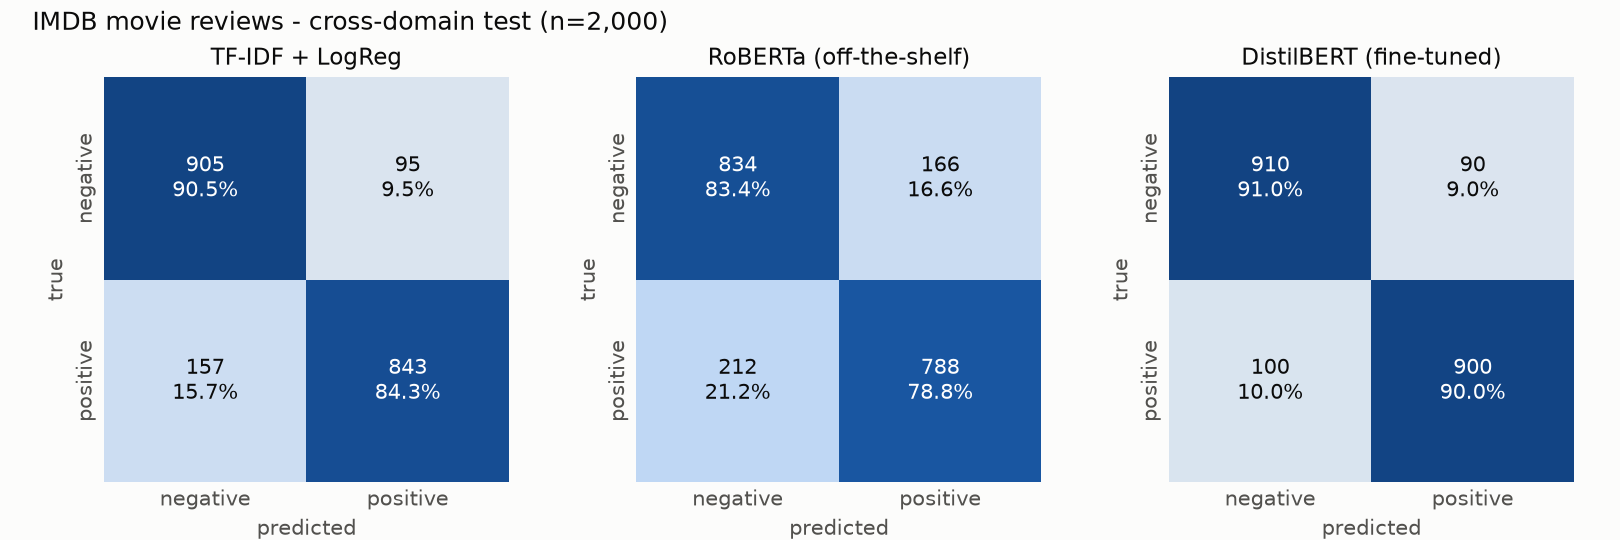 IMDB movie reviews - cross-domain test (n=2,000)
TF-IDF + LogReg
negative
positive
true
905
90.5%
95
9.5%
157
15.7%
843
84.3%
negative
positive
predicted
RoBERTa (off-the-shelf)
negative
positive
true
834
83.4%
166
16.6%
212
21.2%
788
78.8%
negative
positive
predicted
DistilBERT (fine-tuned)
negative
positive
true
910
91.0%
90
9.0%
100
10.0%
900
90.0%
negative
positive
predicted